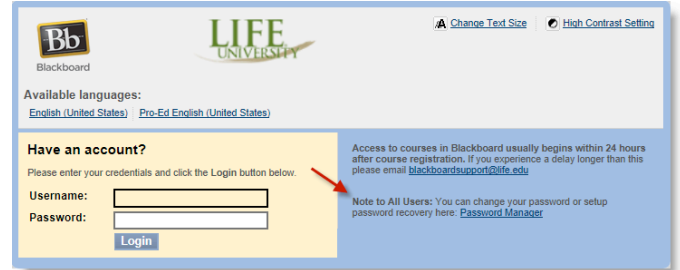 Bb
Blackboard
LIFE
UNIVERSITY
Change Text Size
High Contrast Setting
Available languages:
English (United States) Pro-Ed English (United States)
Have an account?
Please enter your credentials and click the Login button below.
Username:
Password:
Login
Access to courses in Blackboard usually begins within 24 hours
after course registration. If you experience a delay longer than this
please email blackboardsupport@life.edu
Note to All Users: You can change your password or setup
password recovery here: Password Manager